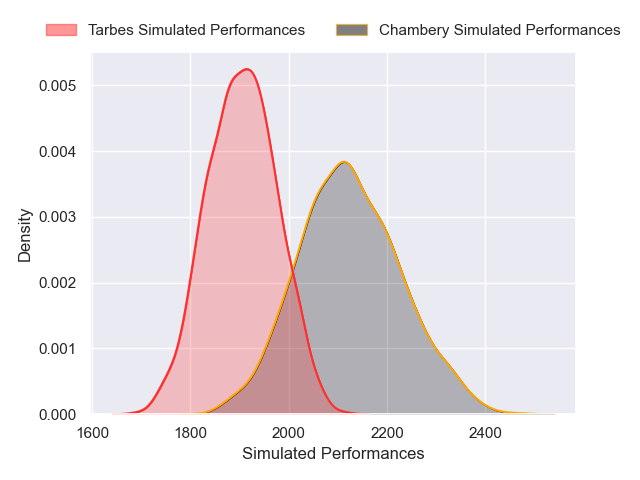 Tarbes Simulated Performances Chambery Simulated Performances
0.005
0.004
0.003
0.002
0.001
0.000
Density
1600 1800 2000 2200 2400
Simulated Performances